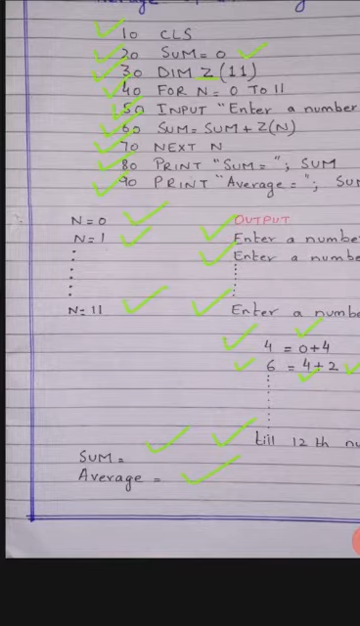 10 CLS
20 SUM = 0
30 DIM Z (11)
40 FOR N = 0 TO 11
50 INPUT "Enter a number
60 SUM = SUM + Z(N)
70 NEXT N
80 PRINT "SUM = "; SUM
90 PRINT "Average = "; SUM
N = 0
OUTPUT
N = 1
Enter a number
Enter a numbe
N = 11
Enter a numb
4 = 0+4
6 = 4+2
till 12 th nu
SUM =
Average =